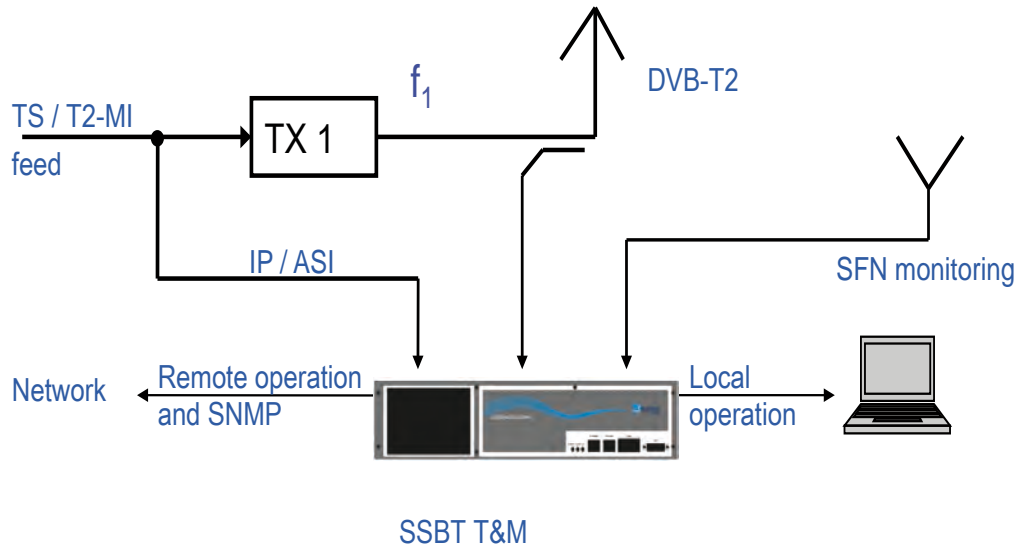 f1
DVB-T2
TS / T2-MI
feed
TX 1
IP / ASI
SFN monitoring
Network
Remote operation
and SNMP
Local
operation
SSBT T&M